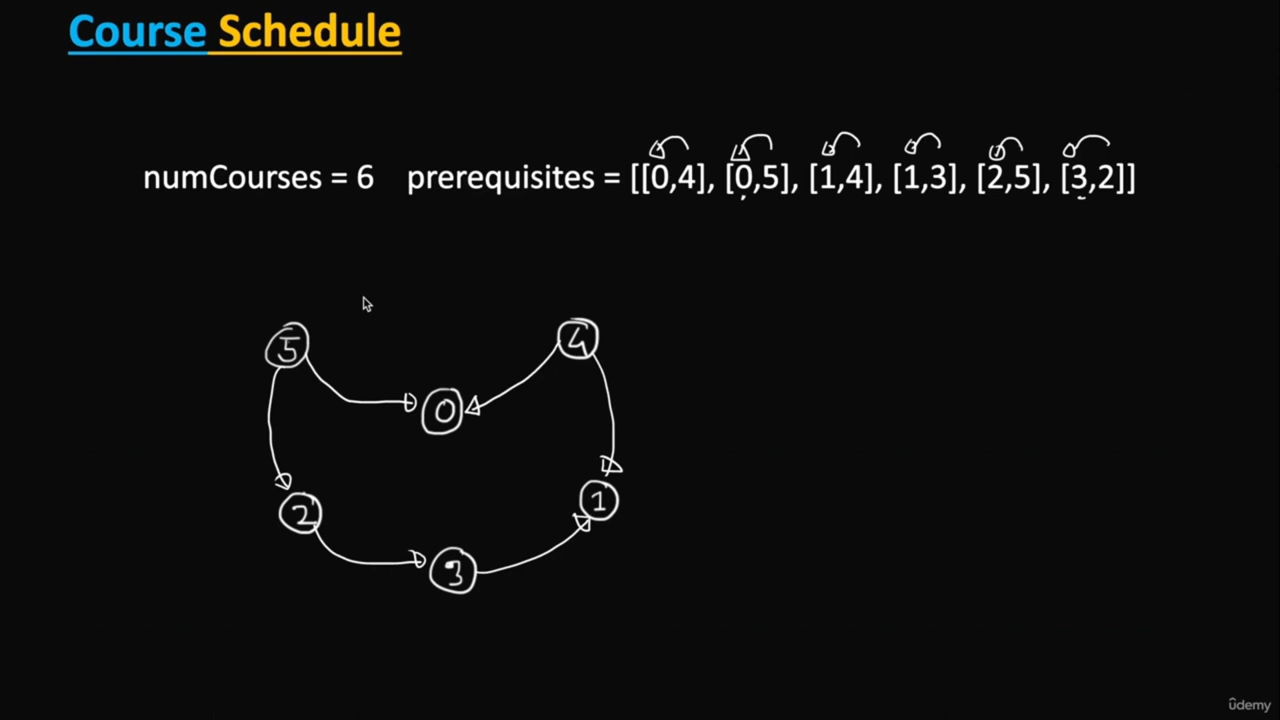 Course Schedule
numCourses = 6 prerequisites = [[0,4], [0,5], [1,4], [1,3], [2,5], [3,2]]
5
4
0
2
1
3
ûdemy